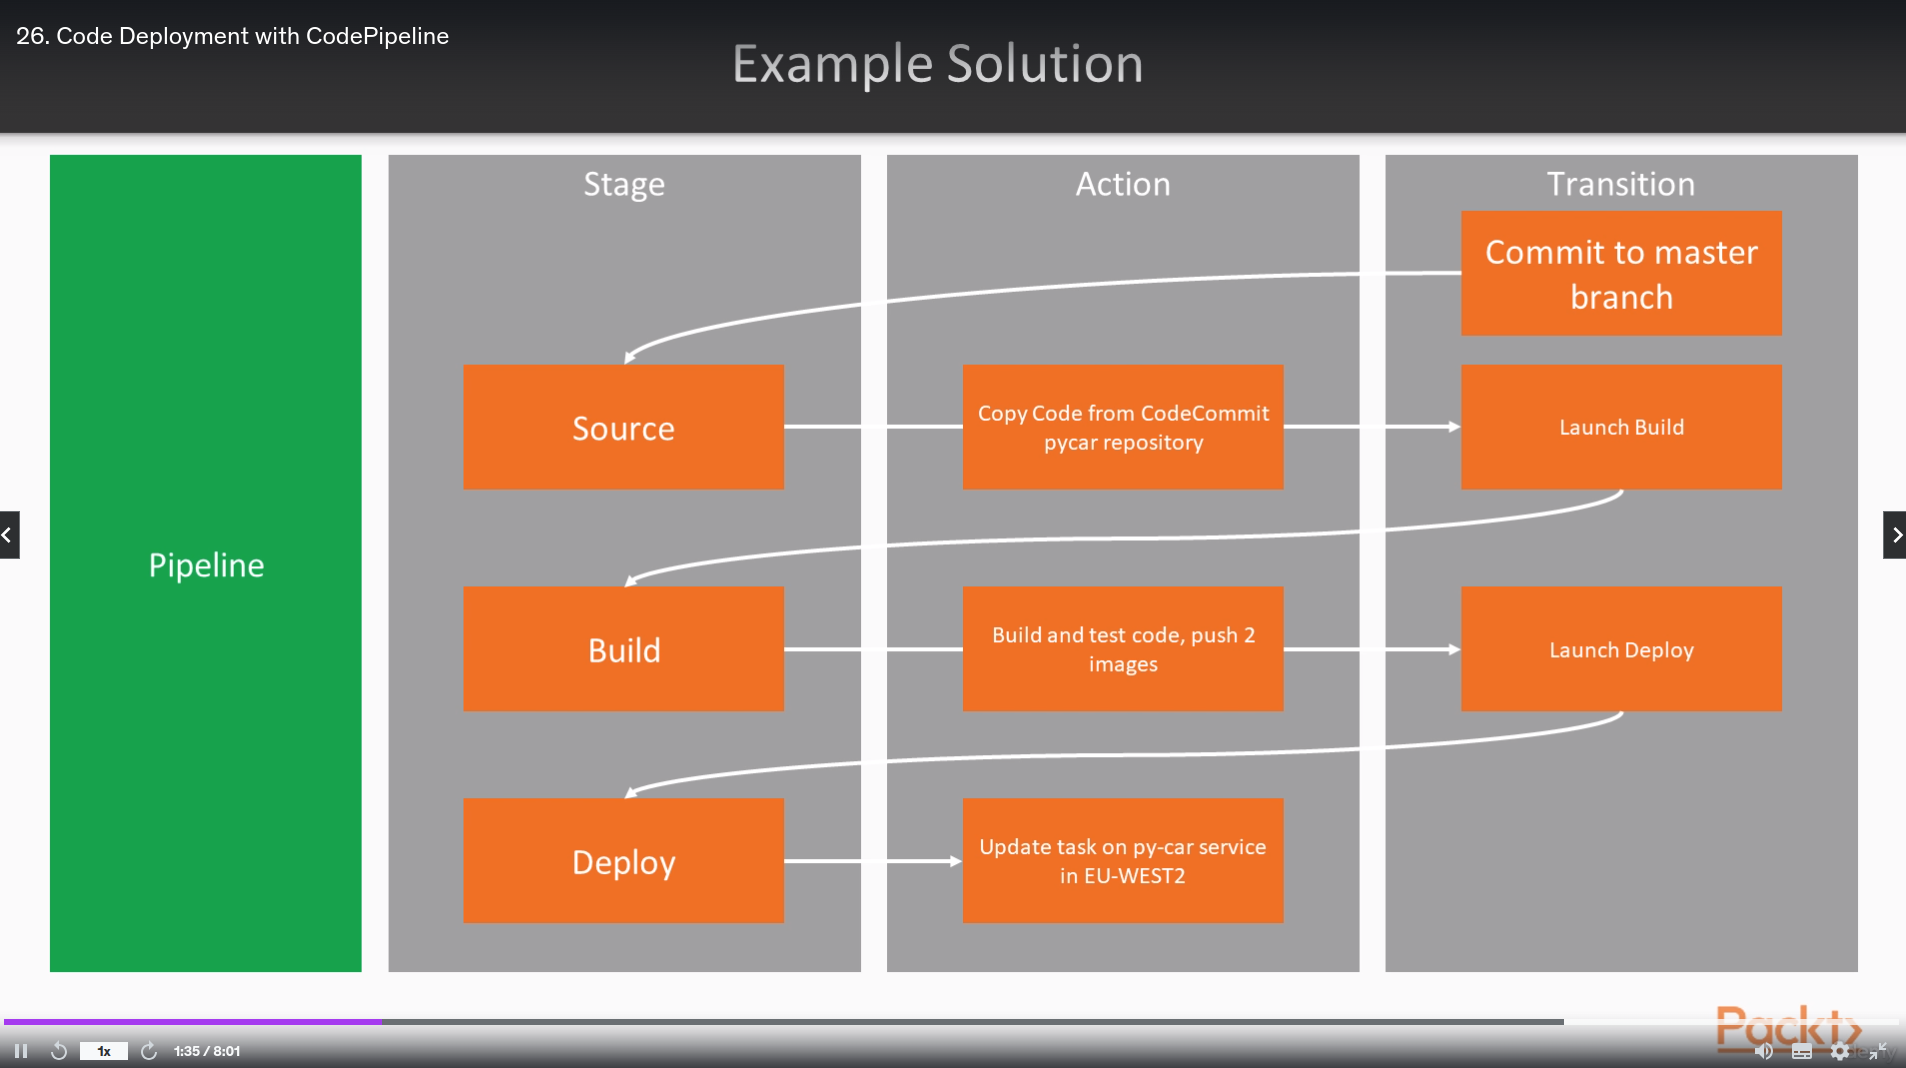 26. Code Deployment with CodePipeline
Example Solution
Pipeline
Stage
Action
Transition
Commit to master
branch
Source
Copy Code from CodeCommit
pycar repository
Launch Build
Build
Build and test code, push 2
images
Launch Deploy
Deploy
Update task on py-car service
in EU-WEST2
Packt
1x
1:35 / 8:01